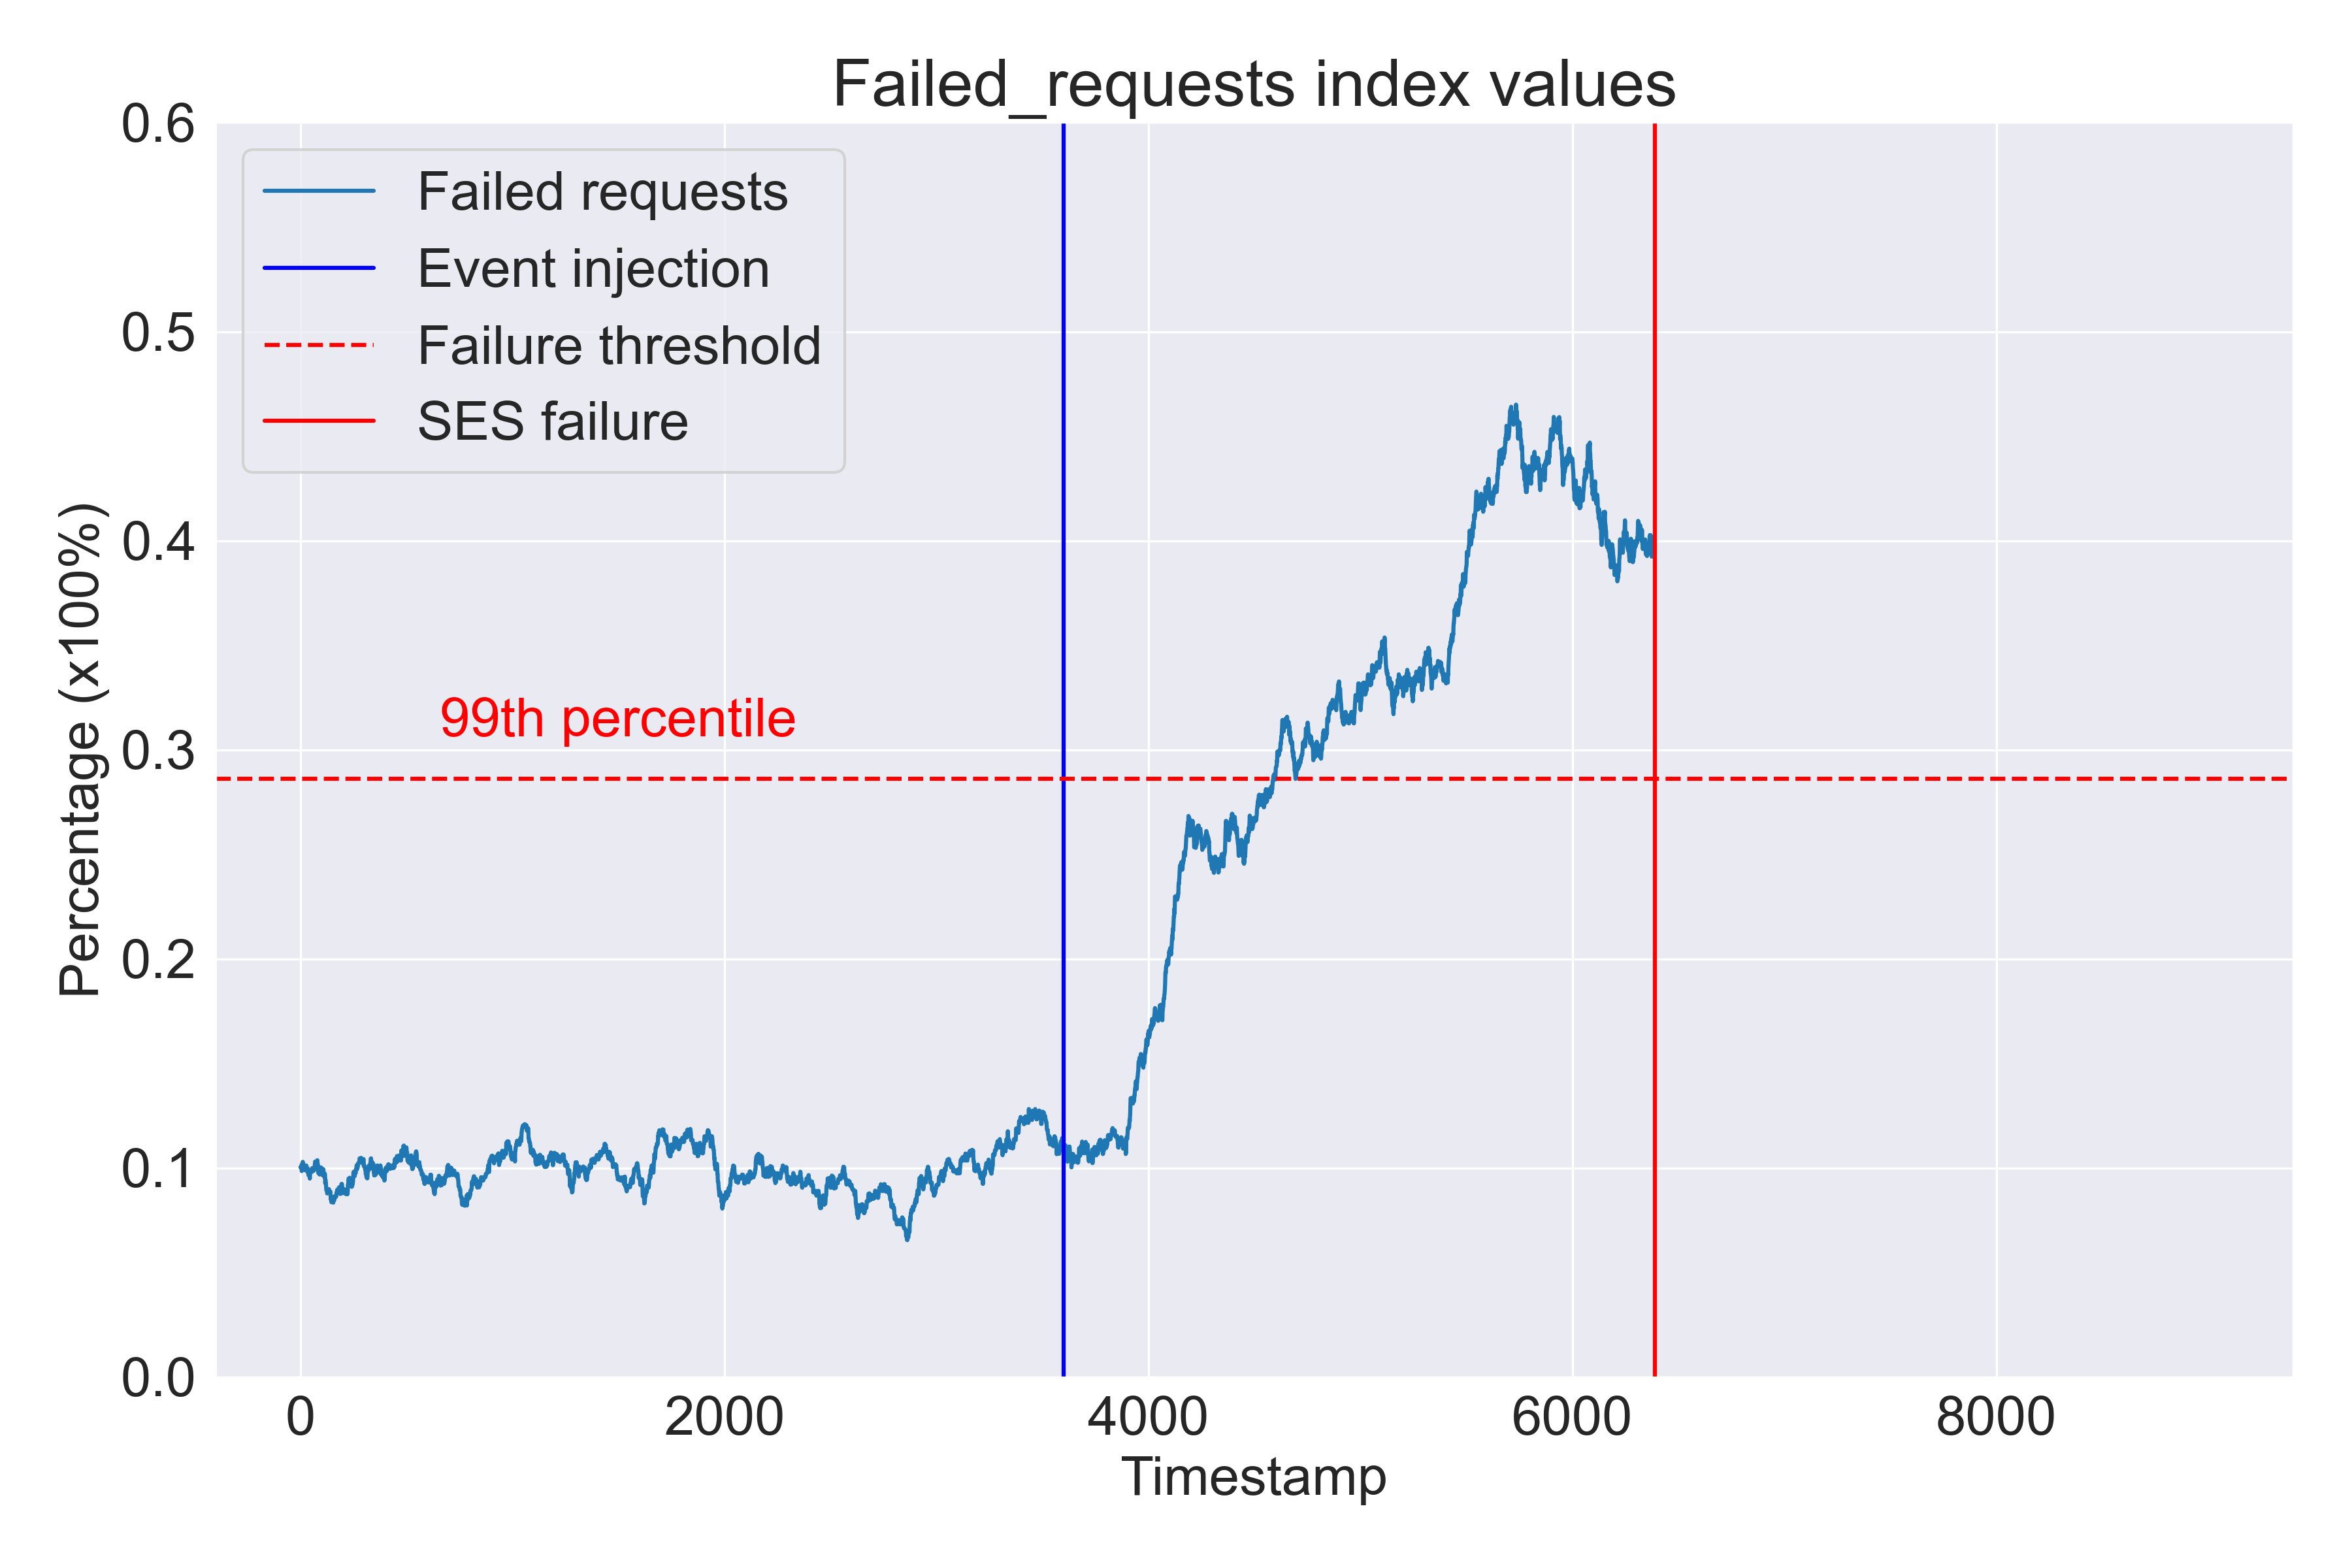 Failed_requests index values
Failed requests
Event injection
Failure threshold
SES failure
99th percentile
Percentage (x100%)
0.6
0.5
0.4
0.3
0.2
0.1
0.0
0 2000 4000 6000 8000
Timestamp